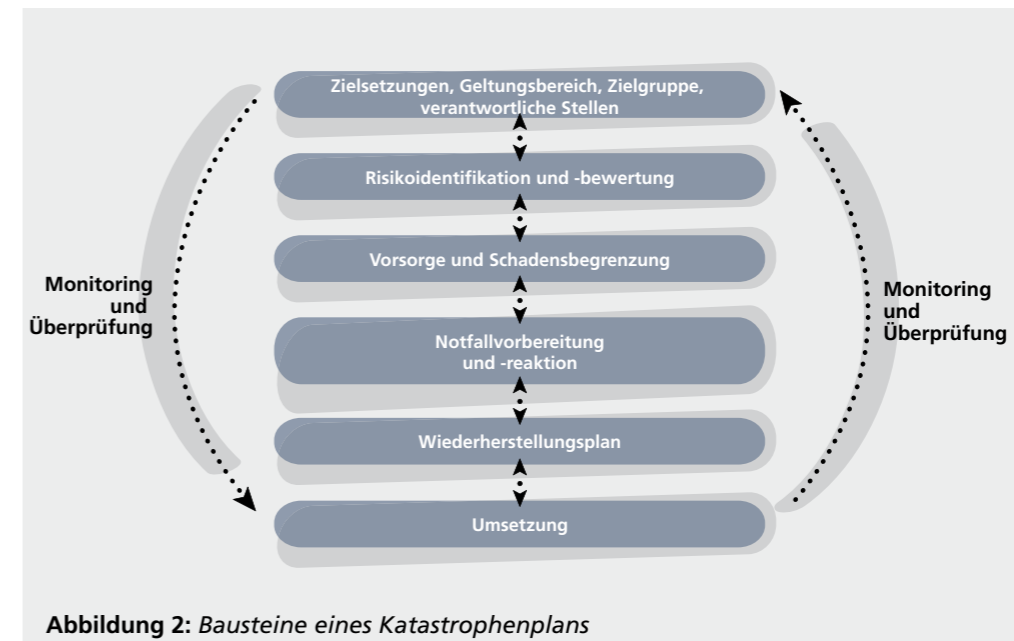 Zielsetzungen, Geltungsbereich, Zielgruppe,
verantwortliche Stellen
Risikoidentifikation und -bewertung
Vorsorge und Schadensbegrenzung
Monitoring
und
Überprüfung
Monitoring
und
Überprüfung
Notfallvorbereitung
und -reaktion
Wiederherstellungsplan
Umsetzung
Abbildung 2: Bausteine eines Katastrophenplans